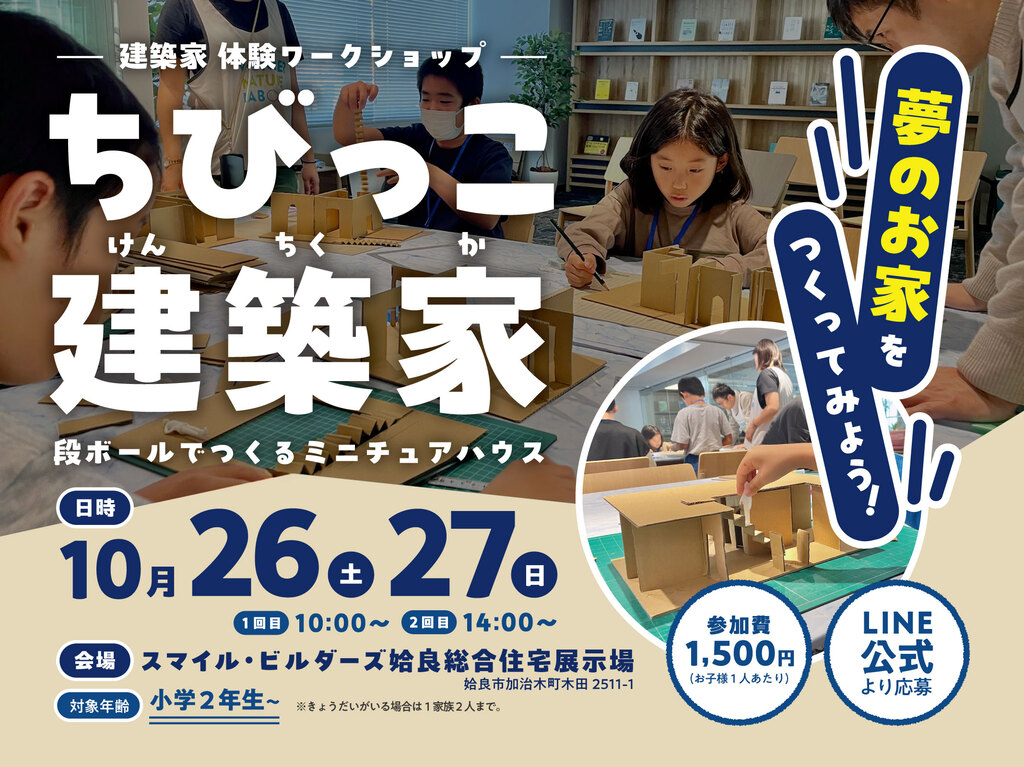 建築家 体験ワークショップ
ちびっこ
けん ちく か
建築家
段ボールでつくるミニチュアハウス
夢のお家を
つくってみよう!
日時
10月26土27日
1回目 10:00〜 2回目 14:00〜
会場 スマイル・ビルダーズ姶良総合住宅展示場
姶良市加治木町木田 2511-1
対象年齢 小学2年生~ ※きょうだいがいる場合は1家族2人まで。
参加費
1,500円
(お子様1人あたり)
LINE
公式
より応募